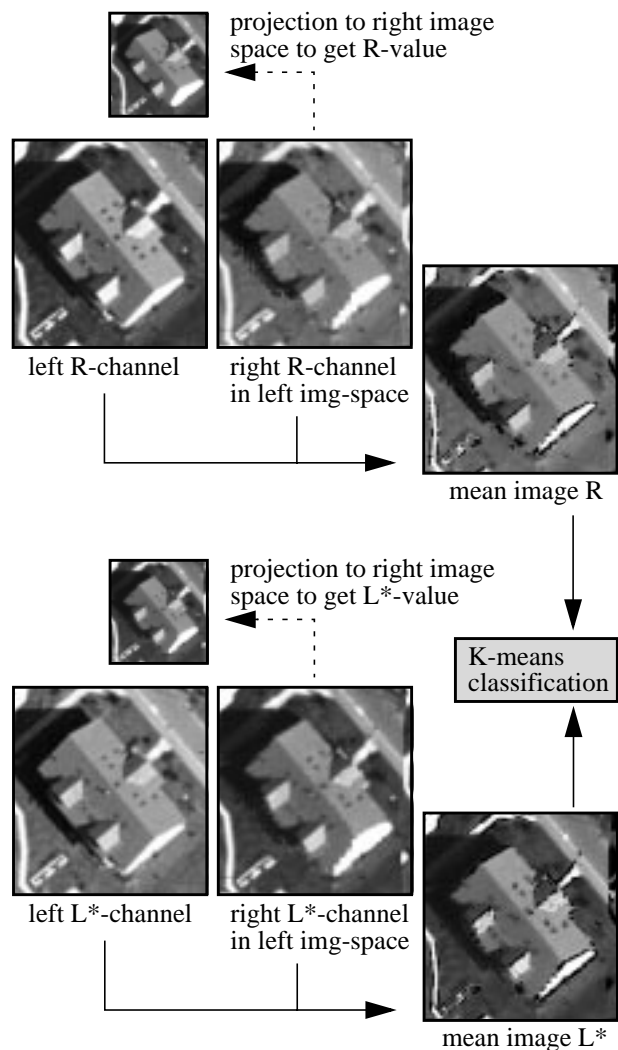 projection to right image
space to get R-value
left R-channel
right R-channel
in left img-space
mean image R
projection to right image
space to get L*-value
K-means
classification
left L*-channel
right L*-channel
in left img-space
mean image L*